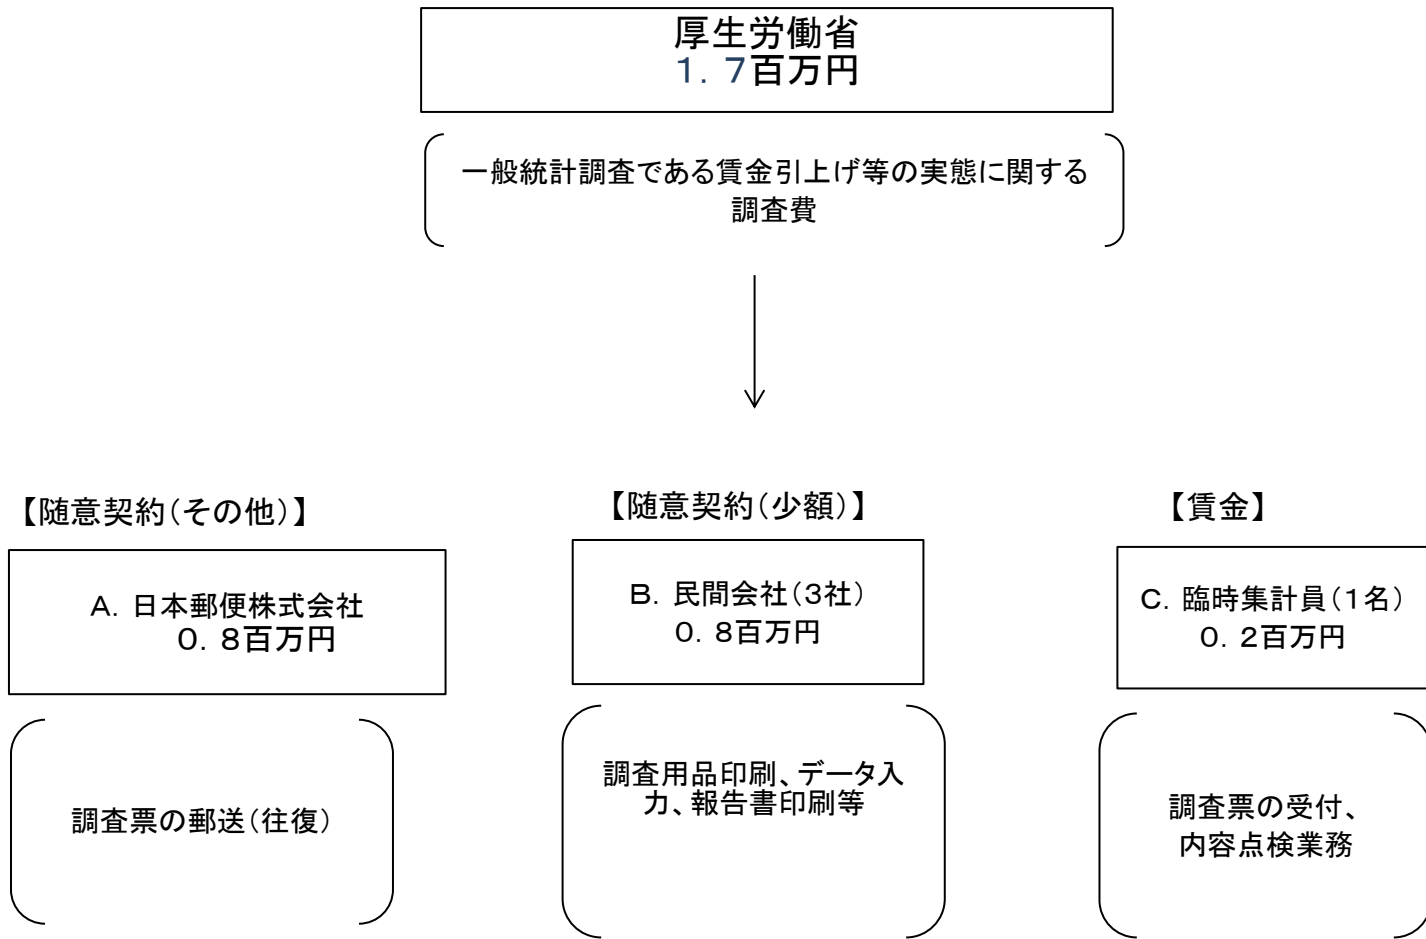 厚生労働省
１．７百万円
一般統計調査である賃金引上げ等の実態に関する
調査費
【随意契約（その他）】
A．日本郵便株式会社
０．８百万円
調査票の郵送（往復）
【随意契約（少額）】
B．民間会社（３社）
０．８百万円
調査用品印刷、データ入
力、報告書印刷等
【賃金】
C．臨時集計員（１名）
０．２百万円
調査票の受付、
内容点検業務